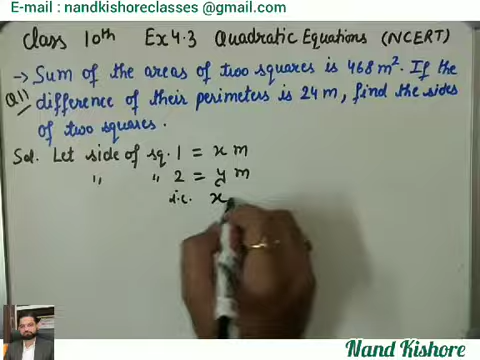 E-mail : nandkishoreclasses @gmail.com
Class 10th Ex 4.3 Quadratic Equations (NCERT)
→ Sum of the areas of two squares is 468 m². If the
Q11) difference of their perimeters is 24 m, find the sides
of two squares.
Sol. Let side of sq. 1 = x m
〃 〃 2 = y m
i.e. x
Nand Kishore